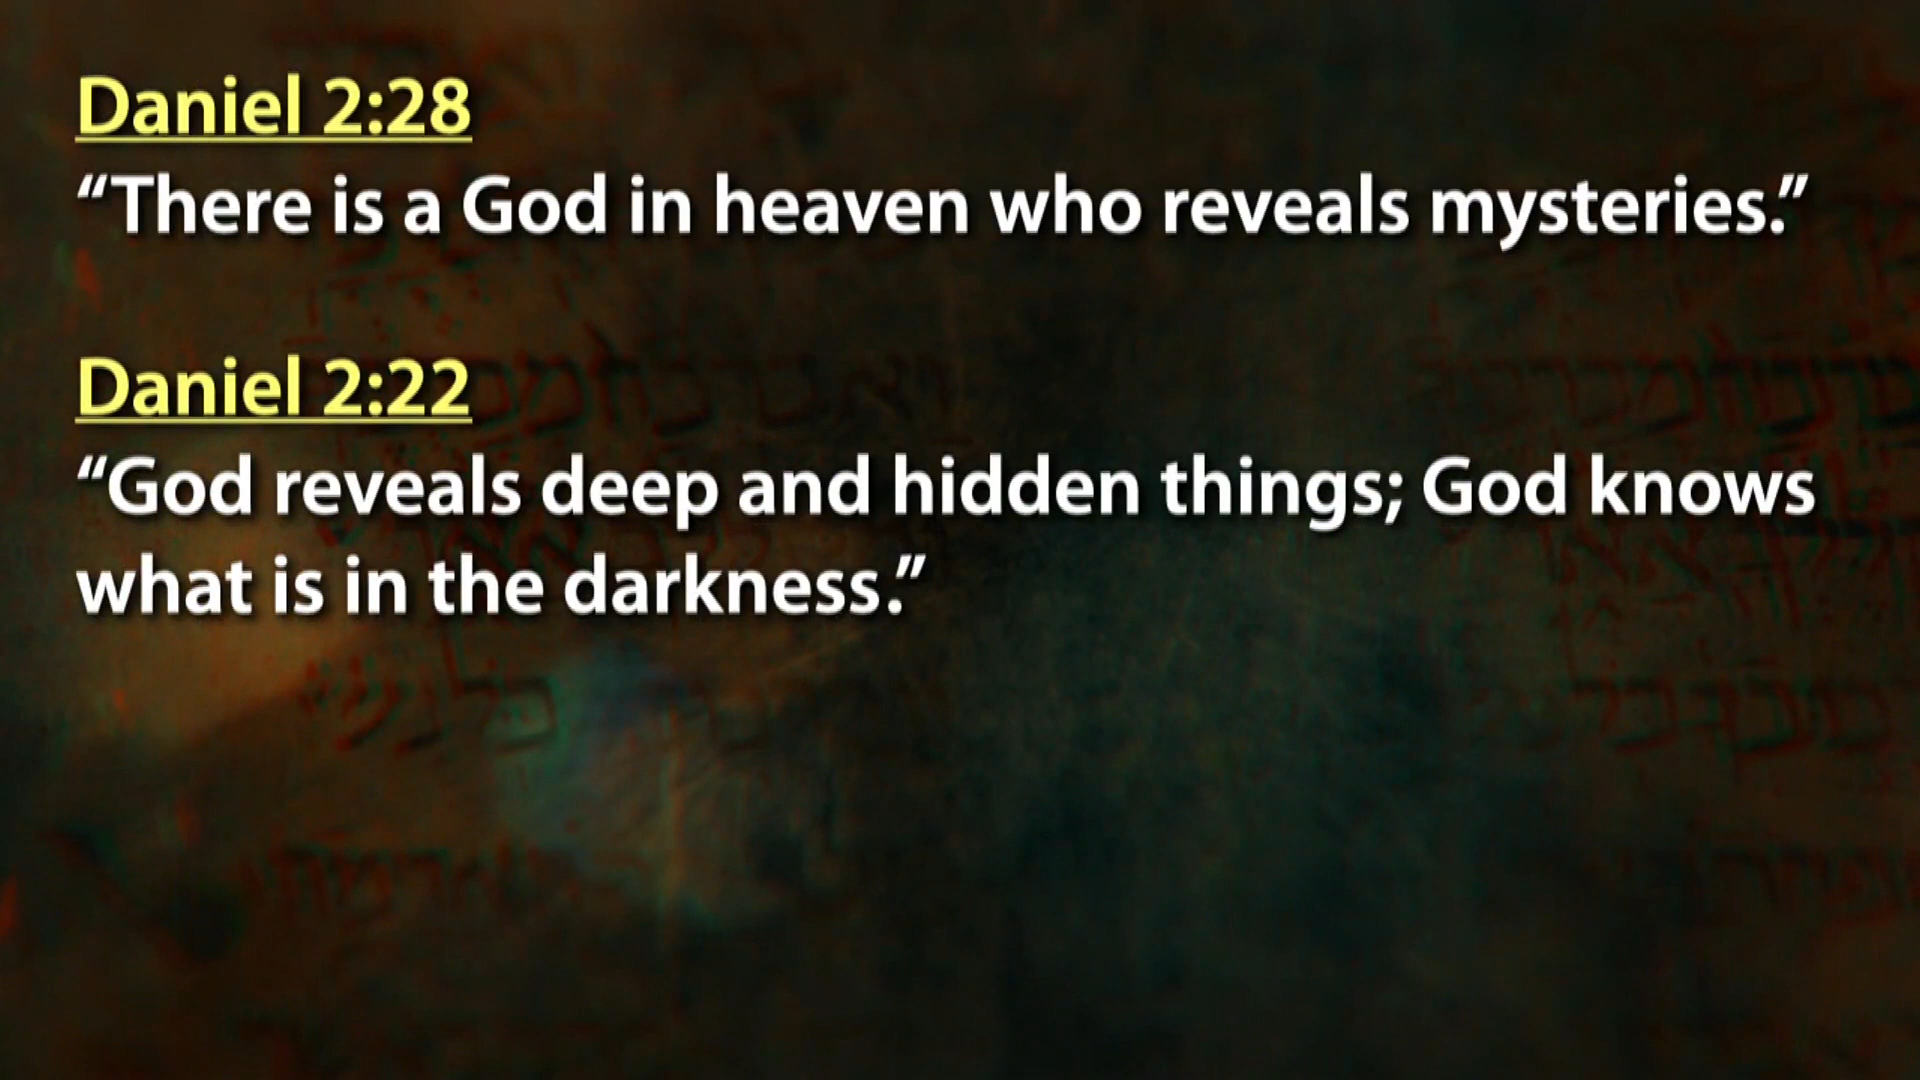 Daniel 2:28
“There is a God in heaven who reveals mysteries.”
Daniel 2:22
“God reveals deep and hidden things; God knows
what is in the darkness.”